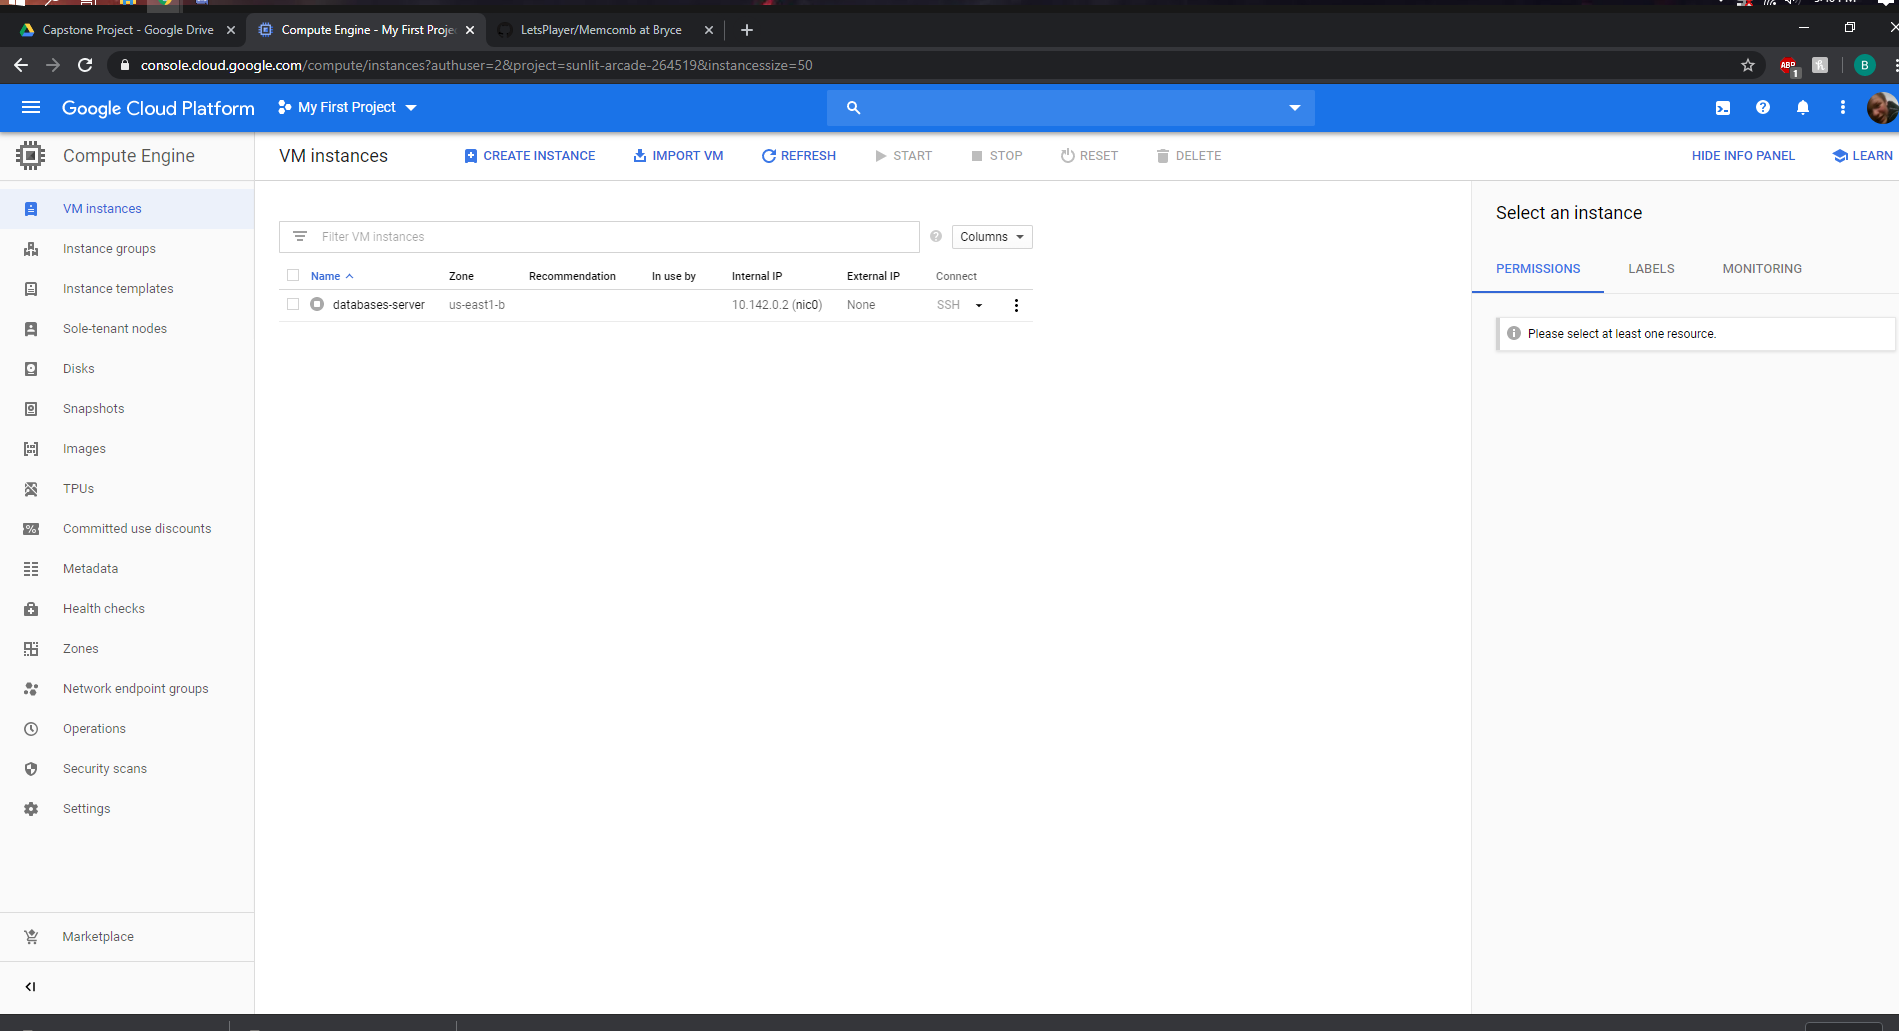 Capstone Project - Google Drive
Compute Engine - My First Proje
LetsPlayer/Memcomb at Bryce
console.cloud.google.com/compute/instances?authuser=2&project=sunlit-arcade-264519&instancessize=50
ABP
1
B
Google Cloud Platform
My First Project
Compute Engine
VM instances
CREATE INSTANCE
IMPORT VM
REFRESH
START
STOP
RESET
DELETE
HIDE INFO PANEL
LEARN
VM instances
Instance groups
Instance templates
Sole-tenant nodes
Disks
Snapshots
Images
TPUs
Committed use discounts
Metadata
Health checks
Zones
Network endpoint groups
Operations
Security scans
Settings
Marketplace
Filter VM instances
Columns
Name Zone Recommendation In use by Internal IP External IP Connect
databases-server us-east1-b 10.142.0.2 (nic0) None SSH
Select an instance
PERMISSIONS LABELS MONITORING
Please select at least one resource.